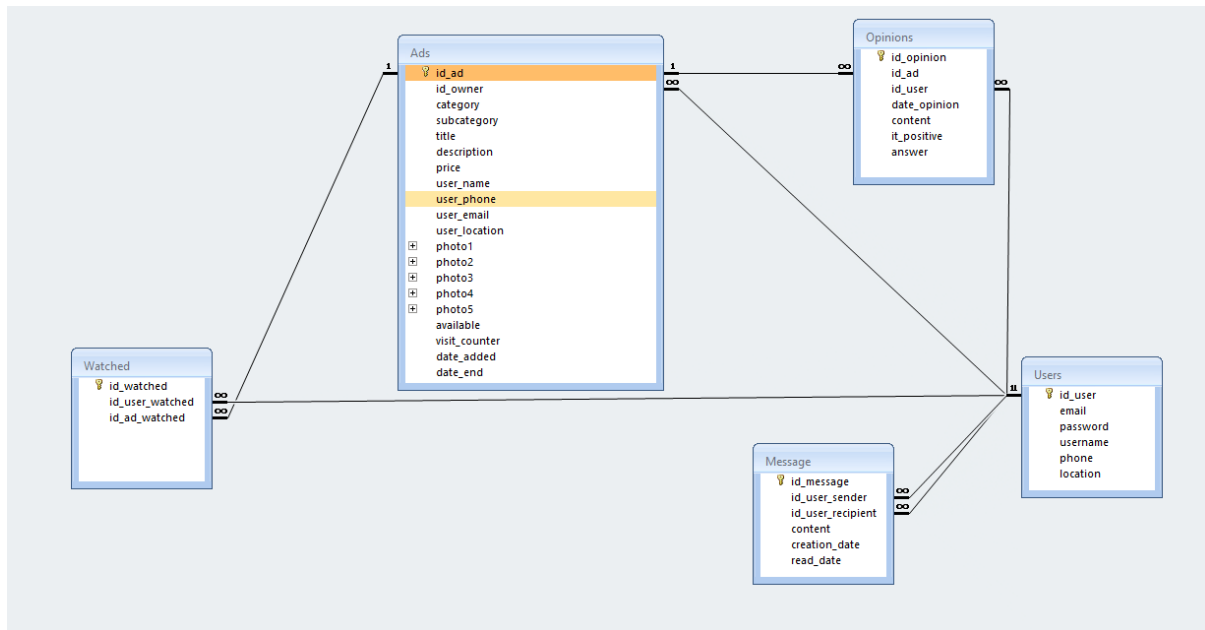 Ads
id_ad
id_owner
category
subcategory
title
description
price
user_name
user_phone
user_email
user_location
photo1
photo2
photo3
photo4
photo5
available
visit_counter
date_added
date_end
Opinions
id_opinion
id_ad
id_user
date_opinion
content
it_positive
answer
Watched
id_watched
id_user_watched
id_ad_watched
Message
id_message
id_user_sender
id_user_recipient
content
creation_date
read_date
Users
id_user
email
password
username
phone
location
1
1
∞
∞
∞
∞
∞
∞
∞
11